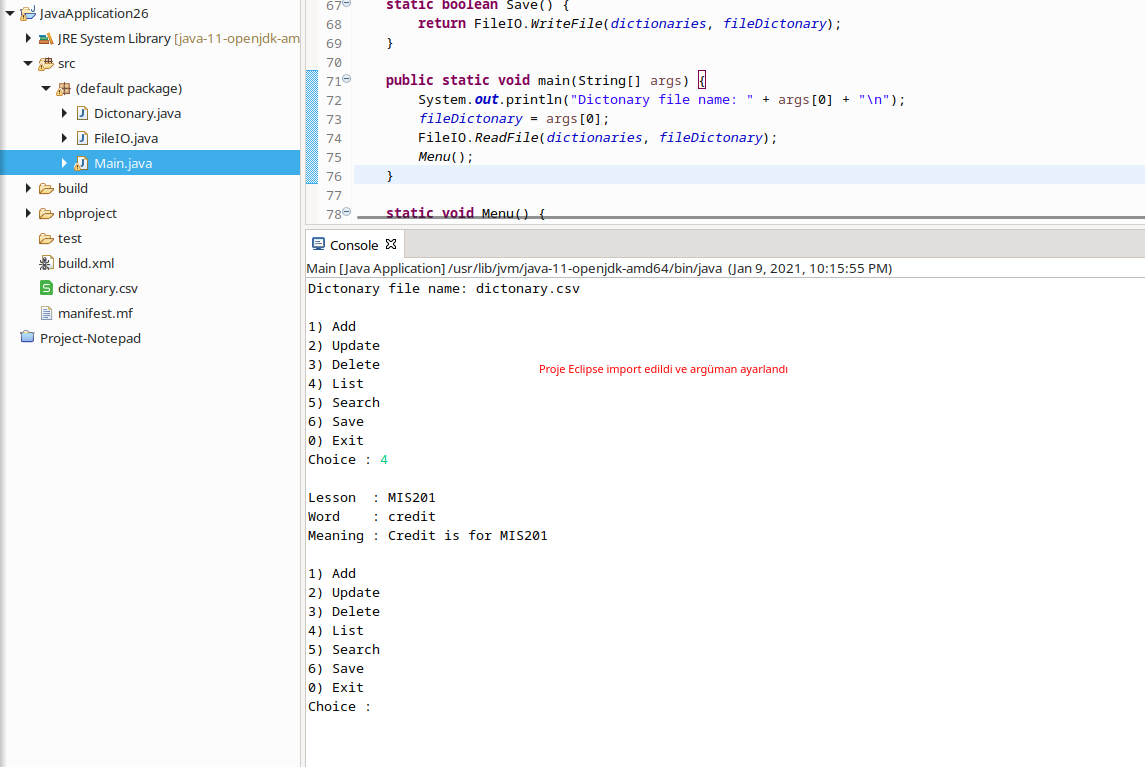 JavaApplication26
JRE System Library [java-11-openjdk-am
src
(default package)
Dictonary.java
FileIO.java
Main.java
build
nbproject
test
build.xml
dictonary.csv
manifest.mf
Project-Notepad
67 static boolean Save() {
68 return FileIO.WriteFile(dictionaries, fileDictonary);
69 }
70
71 public static void main(String[] args) {
72 System.out.println("Dictonary file name: " + args[0] + "\n");
73 fileDictonary = args[0];
74 FileIO.ReadFile(dictionaries, fileDictonary);
75 Menu();
76 }
77
78 static void Menu() {
Console
Main [Java Application] /usr/lib/jvm/java-11-openjdk-amd64/bin/java (Jan 9, 2021, 10:15:55 PM)
Dictonary file name: dictonary.csv
1) Add
2) Update
3) Delete
Proje Eclipse import edildi ve argüman ayarlandı
4) List
5) Search
6) Save
0) Exit
Choice : 4
Lesson : MIS201
Word : credit
Meaning : Credit is for MIS201
1) Add
2) Update
3) Delete
4) List
5) Search
6) Save
0) Exit
Choice :